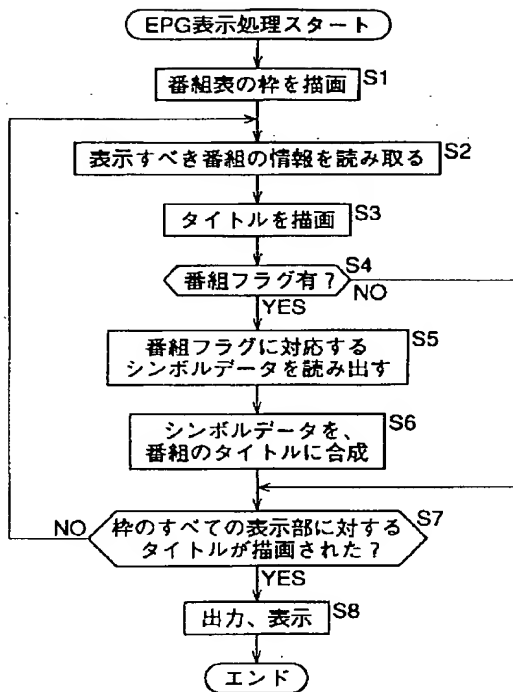 EPG表示処理スタート
番組表の枠を描画
S1
表示すべき番組の情報を読み取る
S2
タイトルを描画
S3
番組フラグ有?
S4
NO
YES
番組フラグに対応する
シンボルデータを読み出す
S5
シンボルデータを、
番組のタイトルに合成
S6
NO
枠のすべての表示部に対する
タイトルが描画された?
S7
YES
出力、表示
S8
エンド